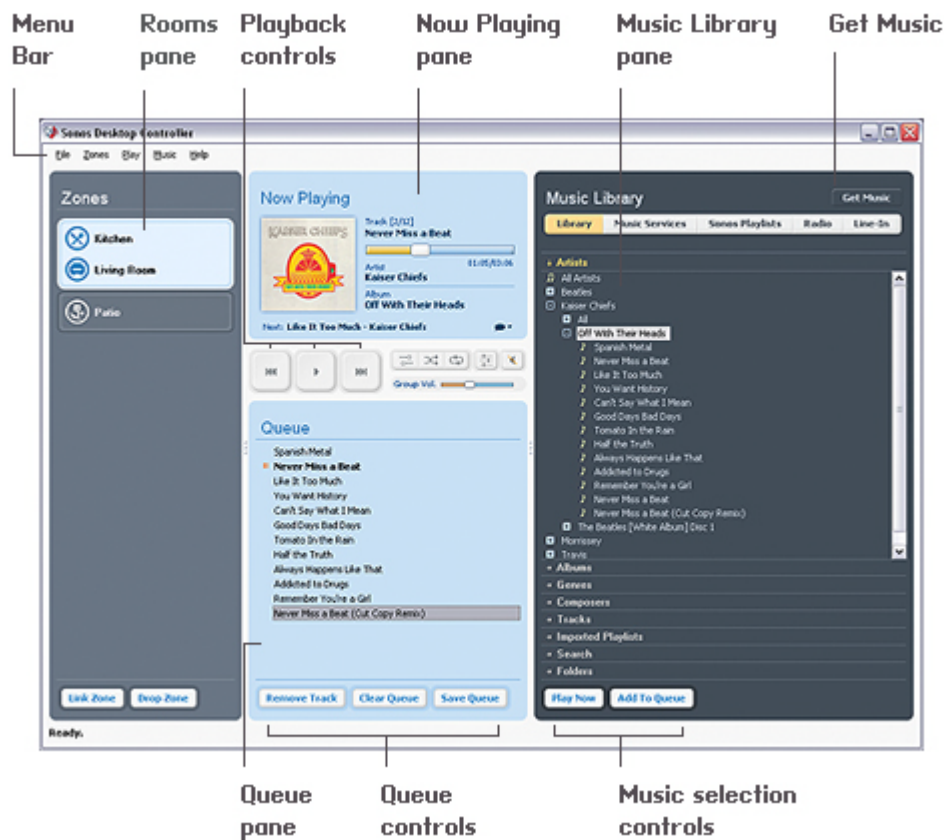 Menu Bar
Rooms pane
Playback controls
Now Playing pane
Music Library pane
Get Music
Sonos Desktop Controller
File Zones Play Music Help
Zones
Kitchen
Living Room
Patio
Link Zone Drop Zone
Now Playing
KAISER CHIEFS
Track [2/12]
Never Miss a Beat
01:05/03:06
Artist
Kaiser Chiefs
Album
Off With Their Heads
Next: Like It Too Much - Kaiser Chiefs
Group Vol.
Queue
Spanish Metal
Never Miss a Beat
Like It Too Much
You Want History
Can't Say What I Mean
Good Days Bad Days
Tomato In the Rain
Half the Truth
Always Happens Like That
Addicted to Drugs
Remember You're a Girl
Never Miss a Beat (Cut Copy Remix)
Remove Track Clear Queue Save Queue
Music Library
Get Music
Library Music Services Sonos Playlists Radio Line-In
Artists
All Artists
Beatles
Kaiser Chiefs
All
Off With Their Heads
Spanish Metal
Never Miss a Beat
Like It Too Much
You Want History
Can't Say What I Mean
Good Days Bad Days
Tomato In the Rain
Half the Truth
Always Happens Like That
Addicted to Drugs
Remember You're a Girl
Never Miss a Beat
Never Miss a Beat (Cut Copy Remix)
The Beatles [White Album] Disc 1
Morrissey
Travis
Albums
Genres
Composers
Tracks
Imported Playlists
Search
Folders
Play Now Add To Queue
Ready.
Queue pane
Queue controls
Music selection controls